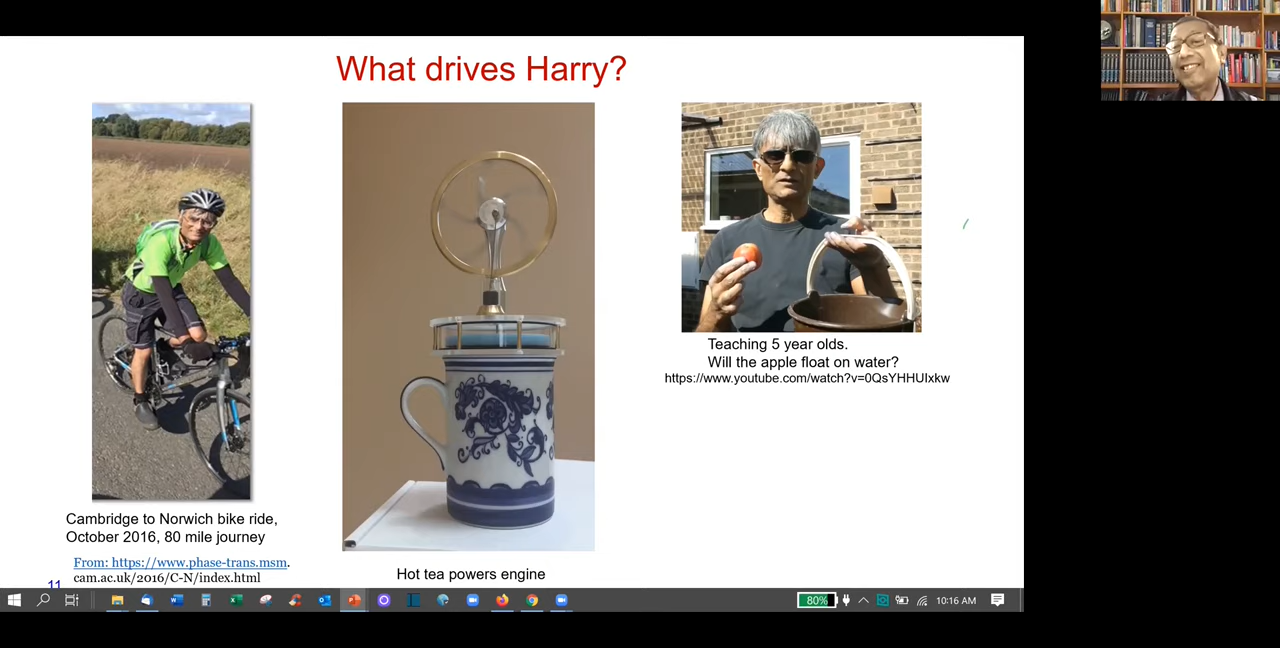 What drives Harry?
Cambridge to Norwich bike ride,
October 2016, 80 mile journey
From: https://www.phase-trans.msm.
cam.ac.uk/2016/C-N/index.html
Hot tea powers engine
Teaching 5 year olds.
Will the apple float on water?
https://www.youtube.com/watch?v=0QsYHHUIxkw
11
80%
10:16 AM